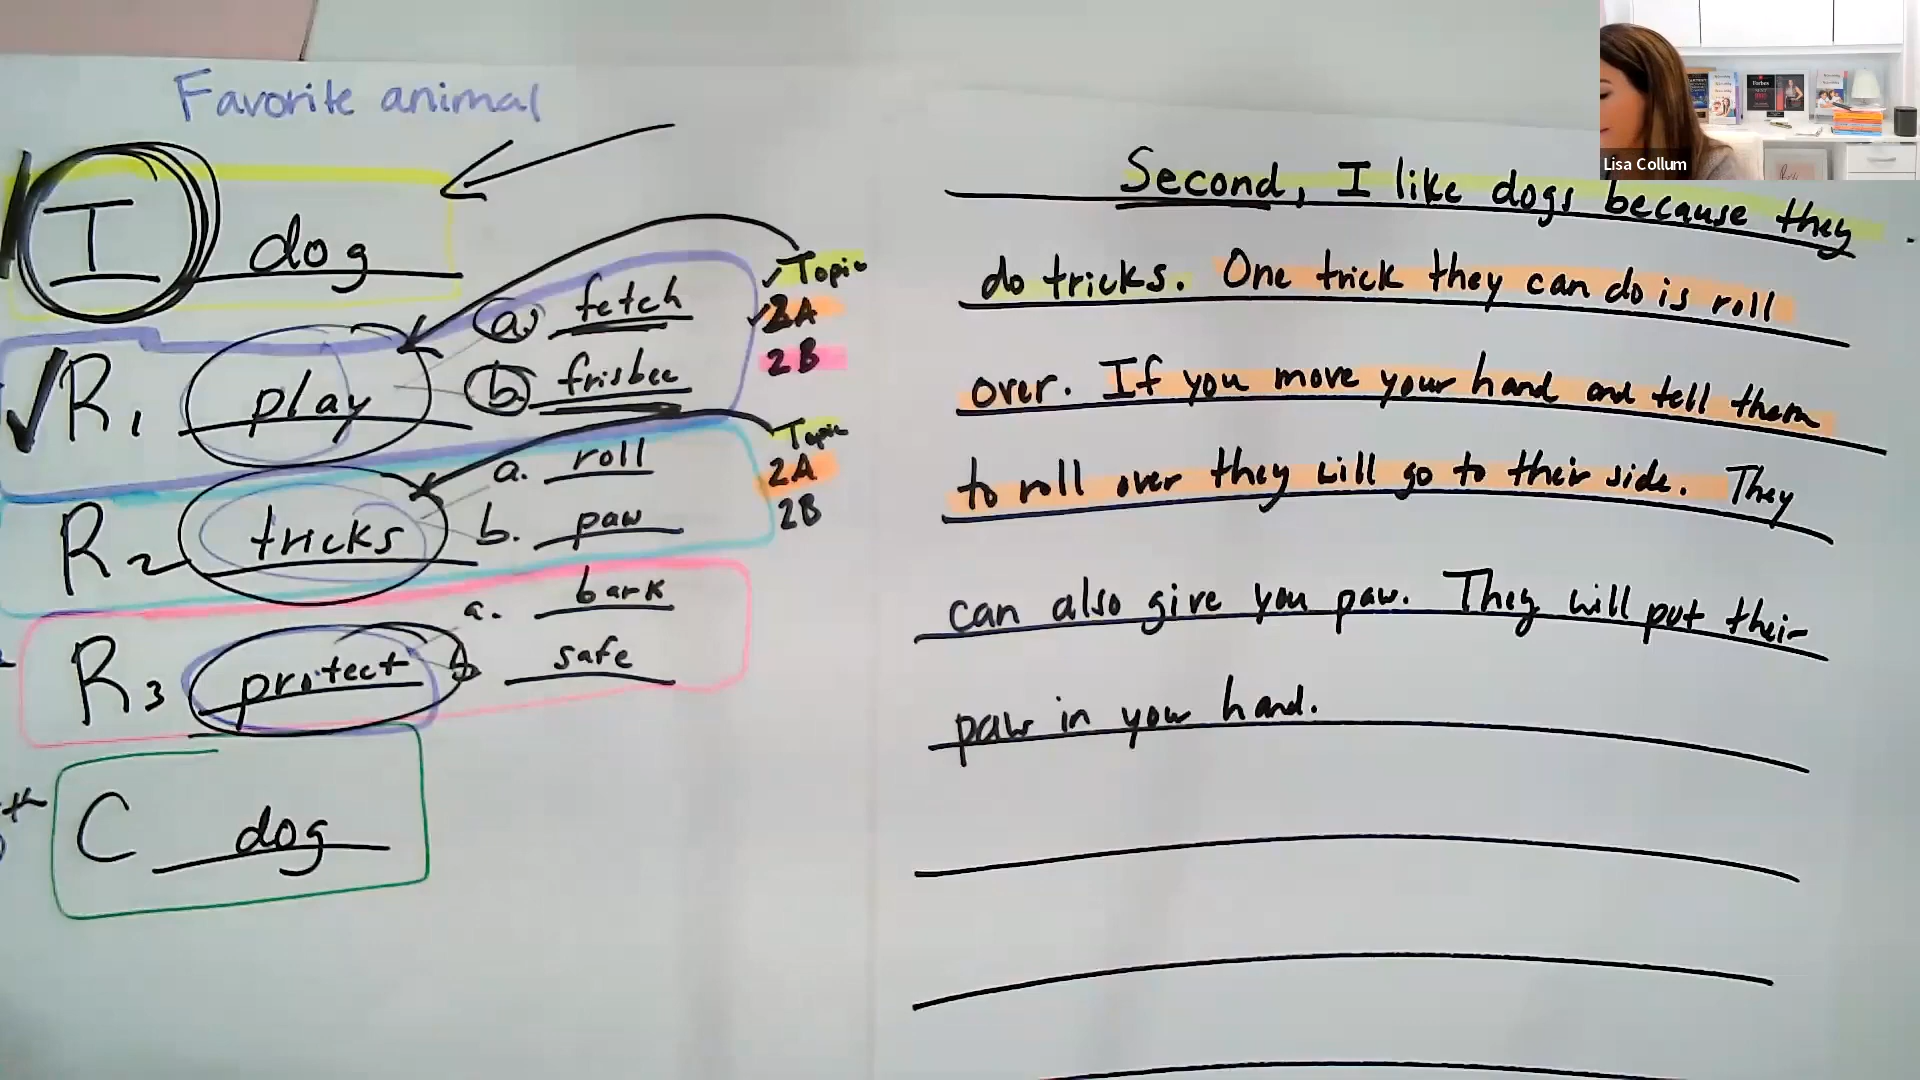 Favorite animal
I dog
R1 play
a. fetch
b. frisbee
Topic
2A
2B
R2 tricks
a. roll
b. paw
Topic
2A
2B
R3 protect
a. bark
b. safe
C dog
th
Second, I like dogs because they
do tricks. One trick they can do is roll
over. If you move your hand and tell them
to roll over they will go to their side. They
can also give you paw. They will put their
paw in your hand.
Lisa Collum
Forbes